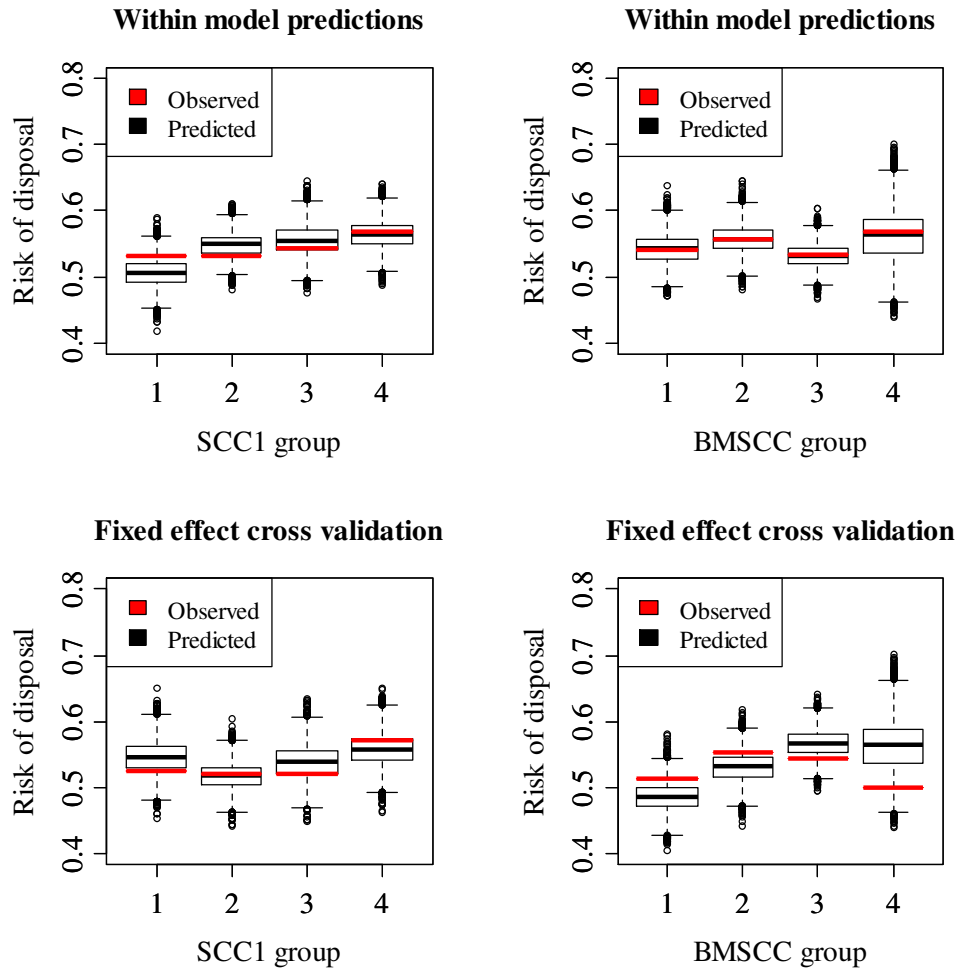 Within model predictions
Risk of disposal
0.8
0.7
0.6
0.5
0.4
Observed
Predicted
1 2 3 4
SCC1 group
Within model predictions
Risk of disposal
0.8
0.7
0.6
0.5
0.4
Observed
Predicted
1 2 3 4
BMSCC group
Fixed effect cross validation
Risk of disposal
0.8
0.7
0.6
0.5
0.4
Observed
Predicted
1 2 3 4
SCC1 group
Fixed effect cross validation
Risk of disposal
0.8
0.7
0.6
0.5
0.4
Observed
Predicted
1 2 3 4
BMSCC group